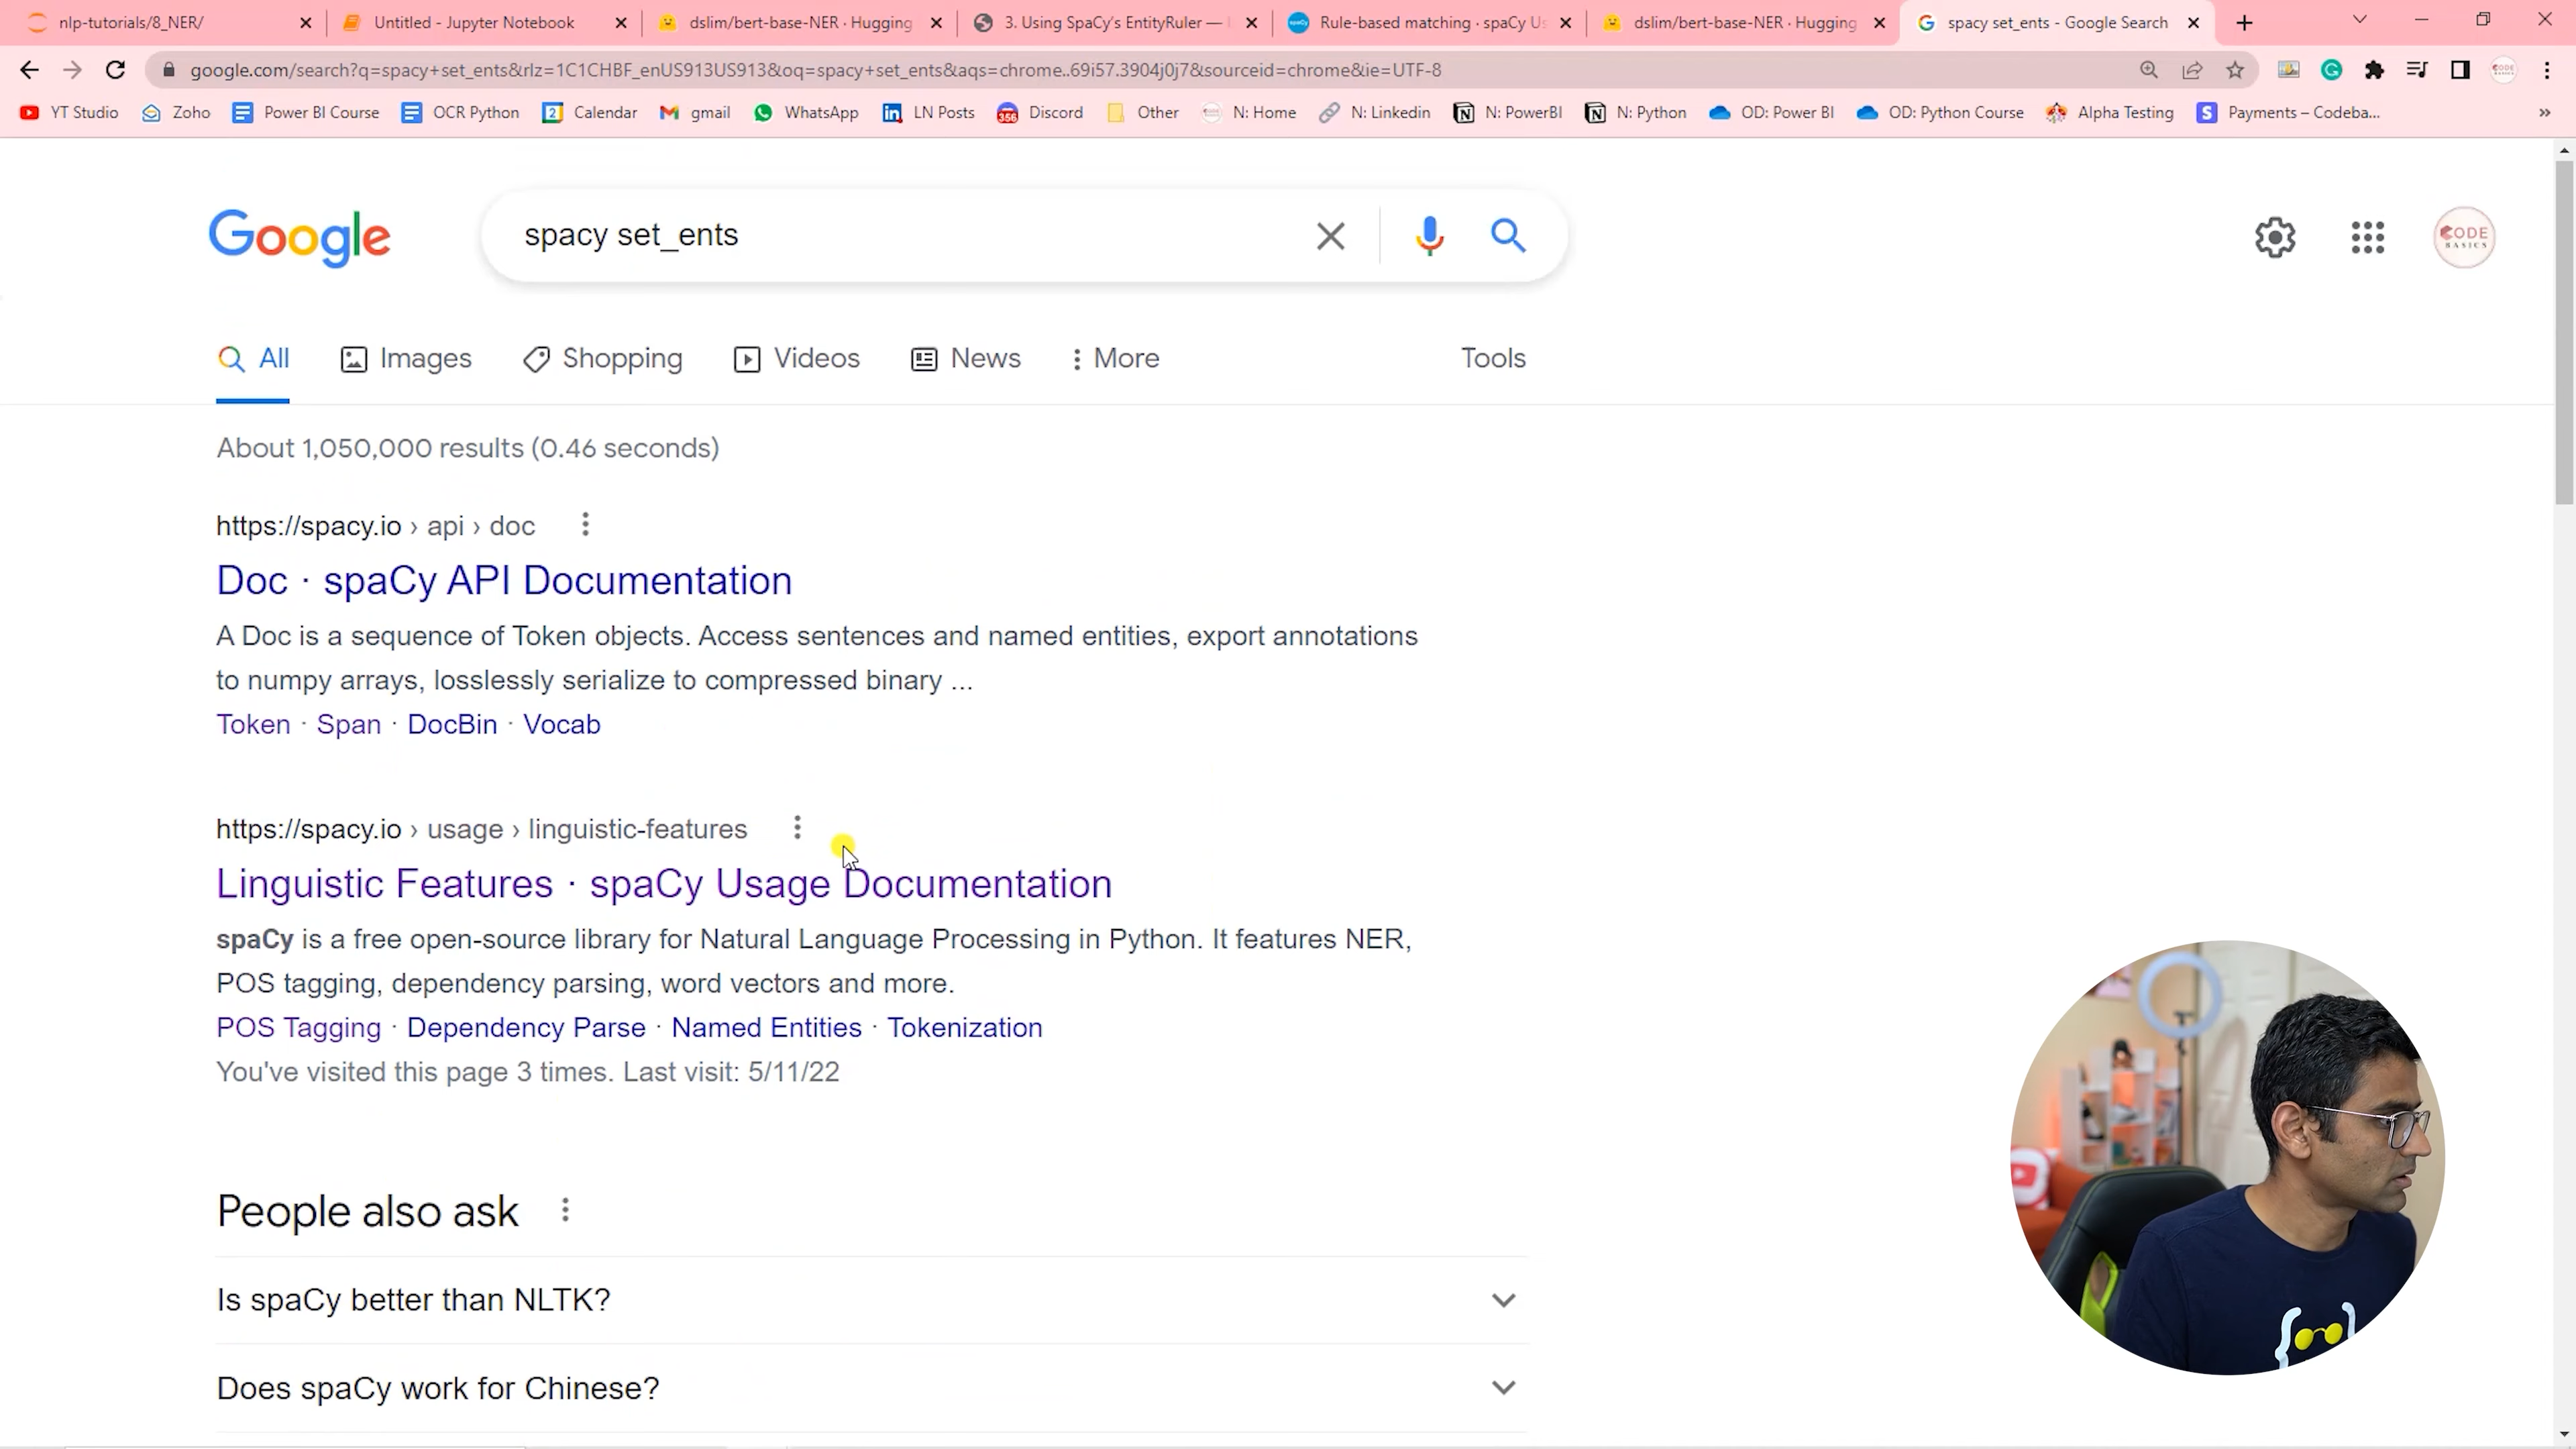 nlp-tutorials/8_NER/
Untitled - Jupyter Notebook
dslim/bert-base-NER · Hugging
3. Using SpaCy's EntityRuler —
Rule-based matching · spaCy Us
dslim/bert-base-NER · Hugging
spacy set_ents - Google Search
google.com/search?q=spacy+set_ents&rlz=1C1CHBF_enUS913US913&oq=spacy+set_ents&aqs=chrome..69i57.3904j0j7&sourceid=chrome&ie=UTF-8
YT Studio
Zoho
Power BI Course
OCR Python
2 Calendar
gmail
WhatsApp
LN Posts
356 Discord
Other
N: Home
N: Linkedin
N: PowerBI
N: Python
OD: Power BI
OD: Python Course
Alpha Testing
S Payments – Codeba...
»
Google
spacy set_ents
CODE
BASICS
All
Images
Shopping
Videos
News
More
Tools
About 1,050,000 results (0.46 seconds)
https://spacy.io › api › doc
Doc · spaCy API Documentation
A Doc is a sequence of Token objects. Access sentences and named entities, export annotations
to numpy arrays, losslessly serialize to compressed binary ...
Token · Span · DocBin · Vocab
https://spacy.io › usage › linguistic-features
Linguistic Features · spaCy Usage Documentation
spaCy is a free open-source library for Natural Language Processing in Python. It features NER,
POS tagging, dependency parsing, word vectors and more.
POS Tagging · Dependency Parse · Named Entities · Tokenization
You've visited this page 3 times. Last visit: 5/11/22
People also ask
Is spaCy better than NLTK?
Does spaCy work for Chinese?